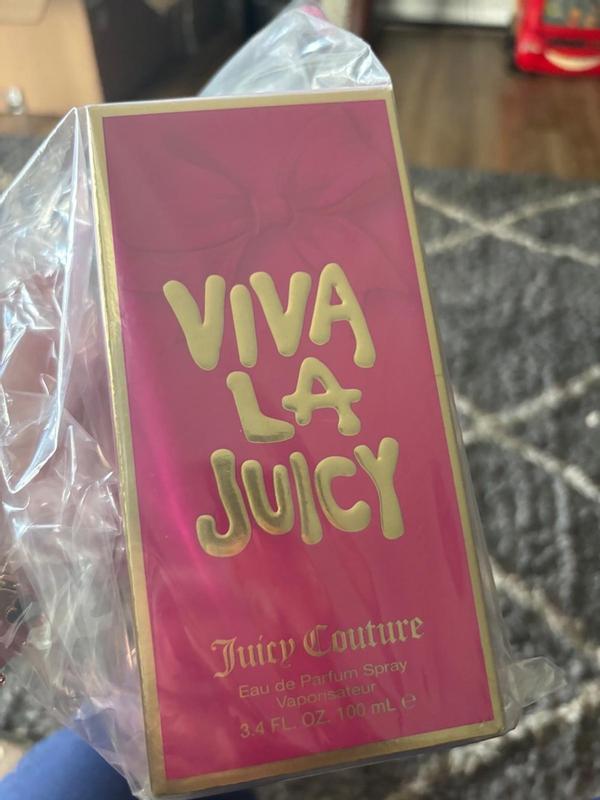 VIVA
LA
JUICY
Juicy Couture
Eau de Parfum Spray
Vaporisateur
3.4 FL. OZ. 100 mL ℮